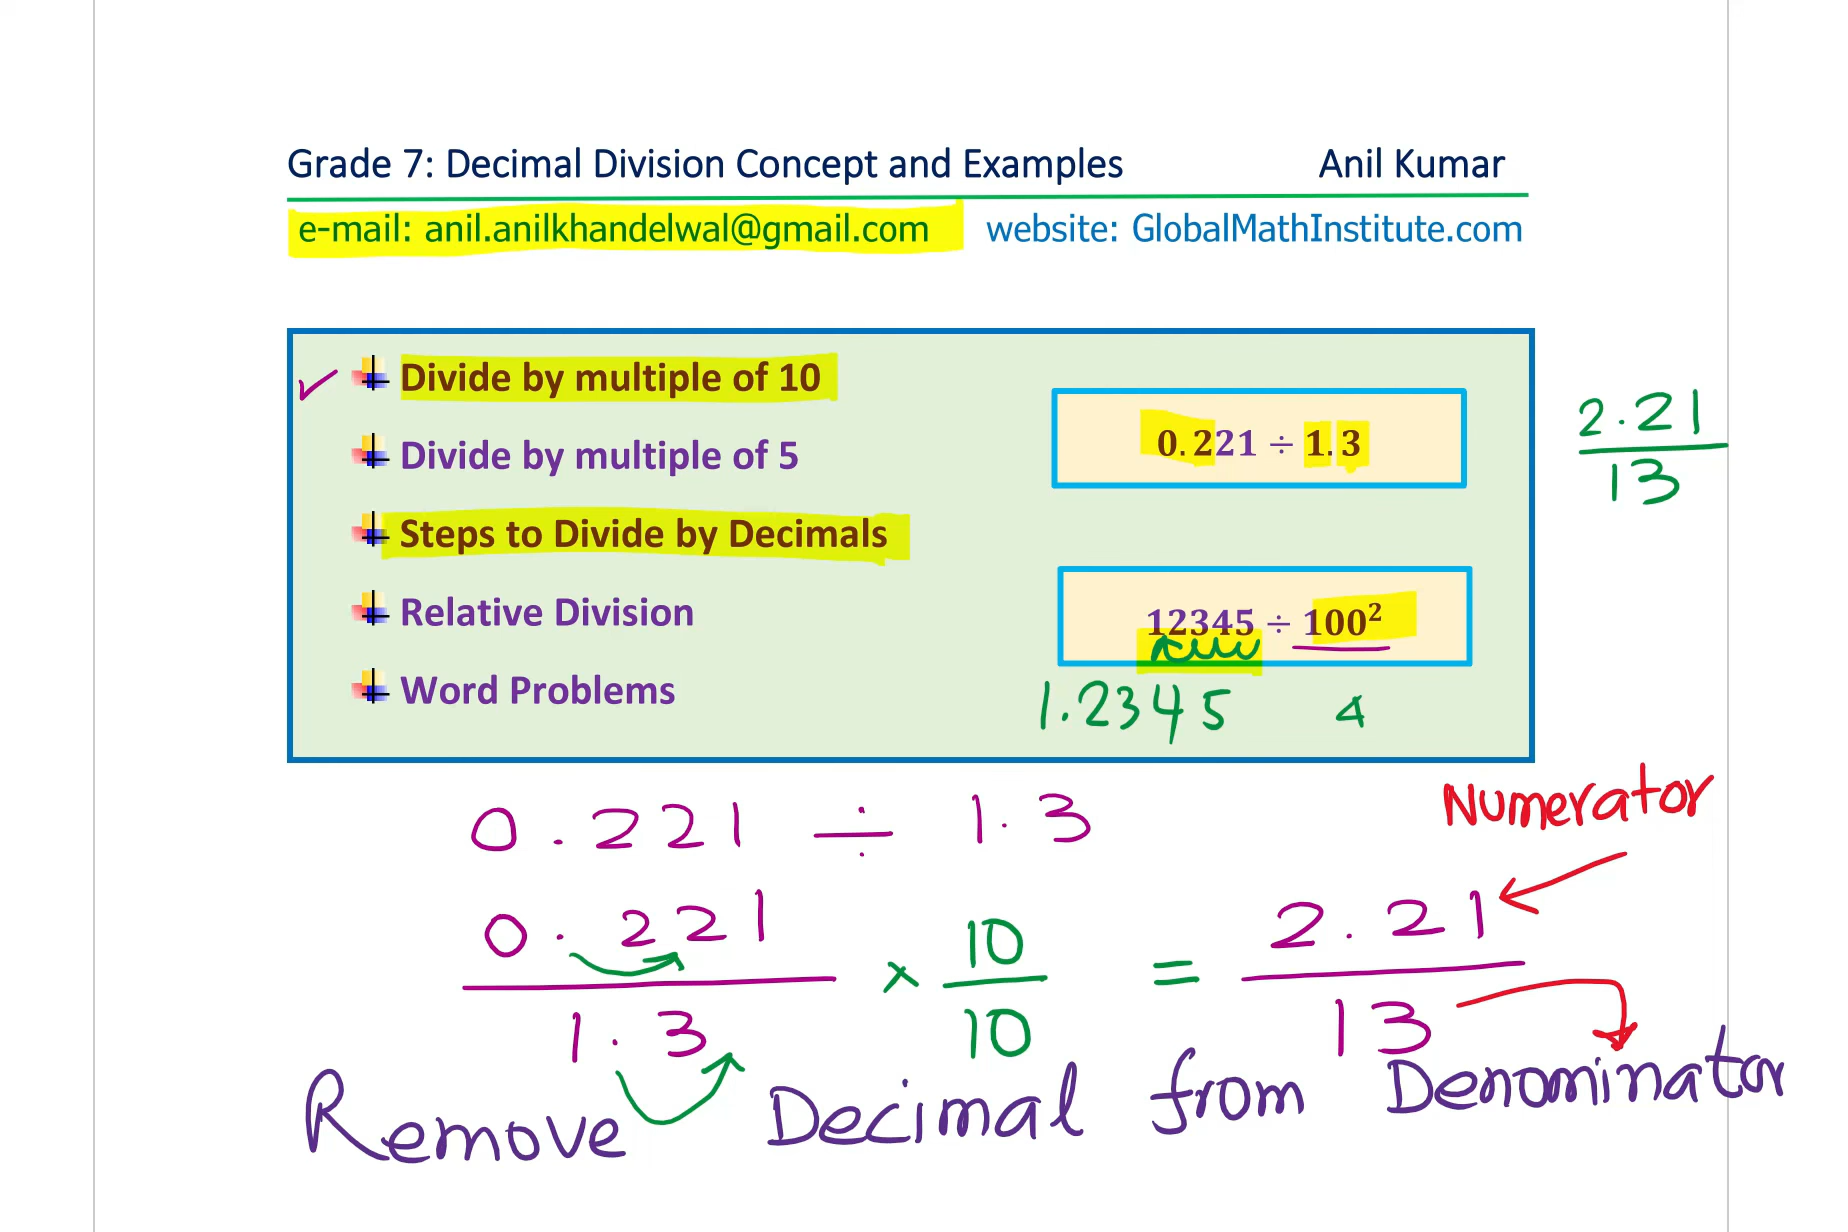 Grade 7: Decimal Division Concept and Examples Anil Kumar
e-mail: anil.anilkhandelwal@gmail.com website: GlobalMathInstitute.com
Divide by multiple of 10
Divide by multiple of 5
Steps to Divide by Decimals
Relative Division
Word Problems
0.221 ÷ 1.3
2.21
13
12345 ÷ 100²
1.2345 4
0.221 ÷ 1.3
Numerator
0.221 × 10 = 2.21
1.3 10 13
Remove Decimal from Denominator